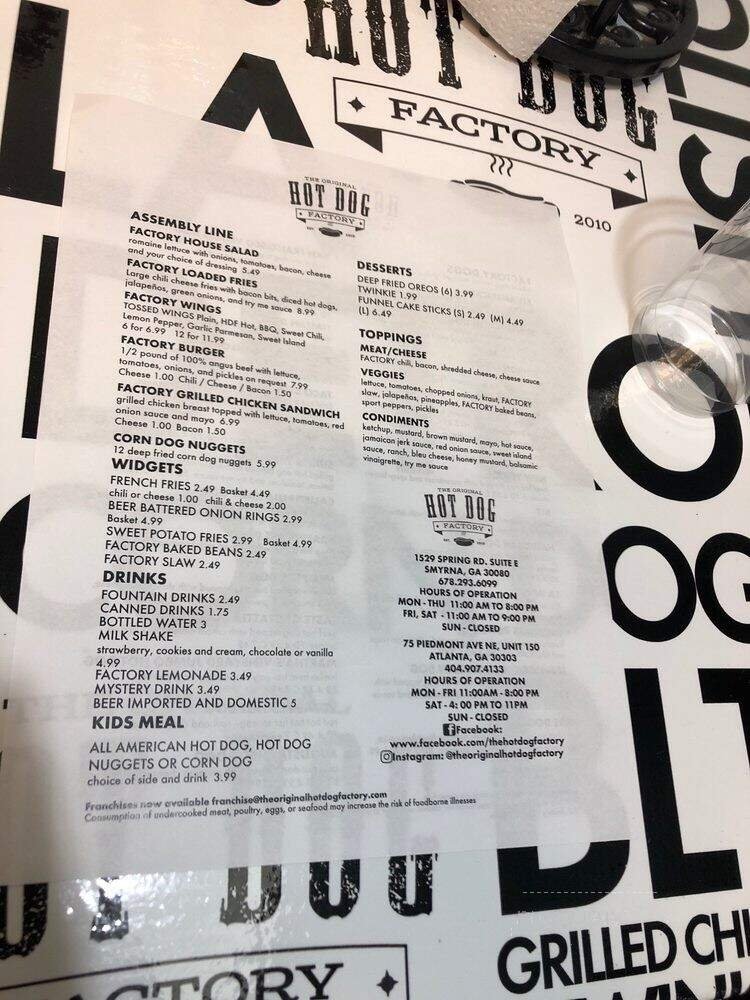 HOT DOG
FACTORY
2010
THE ORIGINAL
HOT DOG
FACTORY
ASSEMBLY LINE
FACTORY HOUSE SALAD
romaine lettuce with onions, tomatoes, bacon, cheese
and your choice of dressing 5.49
FACTORY LOADED FRIES
Large chili cheese fries with bacon bits, diced hot dogs,
jalapeños, green onions, and try me sauce 8.99
FACTORY WINGS
TOSSED WINGS Plain, HDF Hot, BBQ, Sweet Chili,
Lemon Pepper, Garlic Parmesan, Sweet Island
6 for 6.99 12 for 11.99
FACTORY BURGER
1/2 pound of 100% angus beef with lettuce,
tomatoes, onions, and pickles on request 7.99
Cheese 1.00 Chili / Cheese / Bacon 1.50
FACTORY GRILLED CHICKEN SANDWICH
grilled chicken breast topped with lettuce, tomatoes, red
onion sauce and mayo 6.99
Cheese 1.00 Bacon 1.50
CORN DOG NUGGETS
12 deep fried corn dog nuggets 5.99
WIDGETS
FRENCH FRIES 2.49 Basket 4.49
chili or cheese 1.00 chili & cheese 2.00
BEER BATTERED ONION RINGS 2.99
Basket 4.99
SWEET POTATO FRIES 2.99 Basket 4.99
FACTORY BAKED BEANS 2.49
FACTORY SLAW 2.49
DRINKS
FOUNTAIN DRINKS 2.49
CANNED DRINKS 1.75
BOTTLED WATER 3
MILK SHAKE
strawberry, cookies and cream, chocolate or vanilla
4.99
FACTORY LEMONADE 3.49
MYSTERY DRINK 3.49
BEER IMPORTED AND DOMESTIC 5
KIDS MEAL
ALL AMERICAN HOT DOG, HOT DOG
NUGGETS OR CORN DOG
choice of side and drink 3.99
DESSERTS
DEEP FRIED OREOS (6) 3.99
TWINKIE 1.99
FUNNEL CAKE STICKS (S) 2.49 (M) 4.49
(L) 6.49
TOPPINGS
MEAT/CHEESE
FACTORY chili, bacon, shredded cheese, cheese sauce
VEGGIES
lettuce, tomatoes, chopped onions, kraut, FACTORY
slaw, jalapeños, pineapples, FACTORY baked beans,
sport peppers, pickles
CONDIMENTS
ketchup, mustard, brown mustard, mayo, hot sauce,
jamaican jerk sauce, red onion sauce, sweet island
sauce, ranch, bleu cheese, honey mustard, balsamic
vinaigrette, try me sauce
THE ORIGINAL
HOT DOG
FACTORY
1529 SPRING RD. SUITE E
SMYRNA, GA 30080
678.293.6099
HOURS OF OPERATION
MON - THU 11:00 AM TO 8:00 PM
FRI, SAT - 11:00 AM TO 9:00 PM
SUN - CLOSED
75 PIEDMONT AVE NE, UNIT 150
ATLANTA, GA 30303
404.907.4133
HOURS OF OPERATION
MON - FRI 11:00AM - 8:00 PM
SAT - 4: 00 PM TO 11PM
SUN - CLOSED
Facebook:
www.facebook.com/thehotdogfactory
Instagram: @theoriginalhotdogfactory
Franchises now available franchise@theoriginalhotdogfactory.com
Consumption of undercooked meat, poultry, eggs, or seafood may increase the risk of foodborne illnesses
OG
BLT
DOG
GRILLED CHI
FACTORY